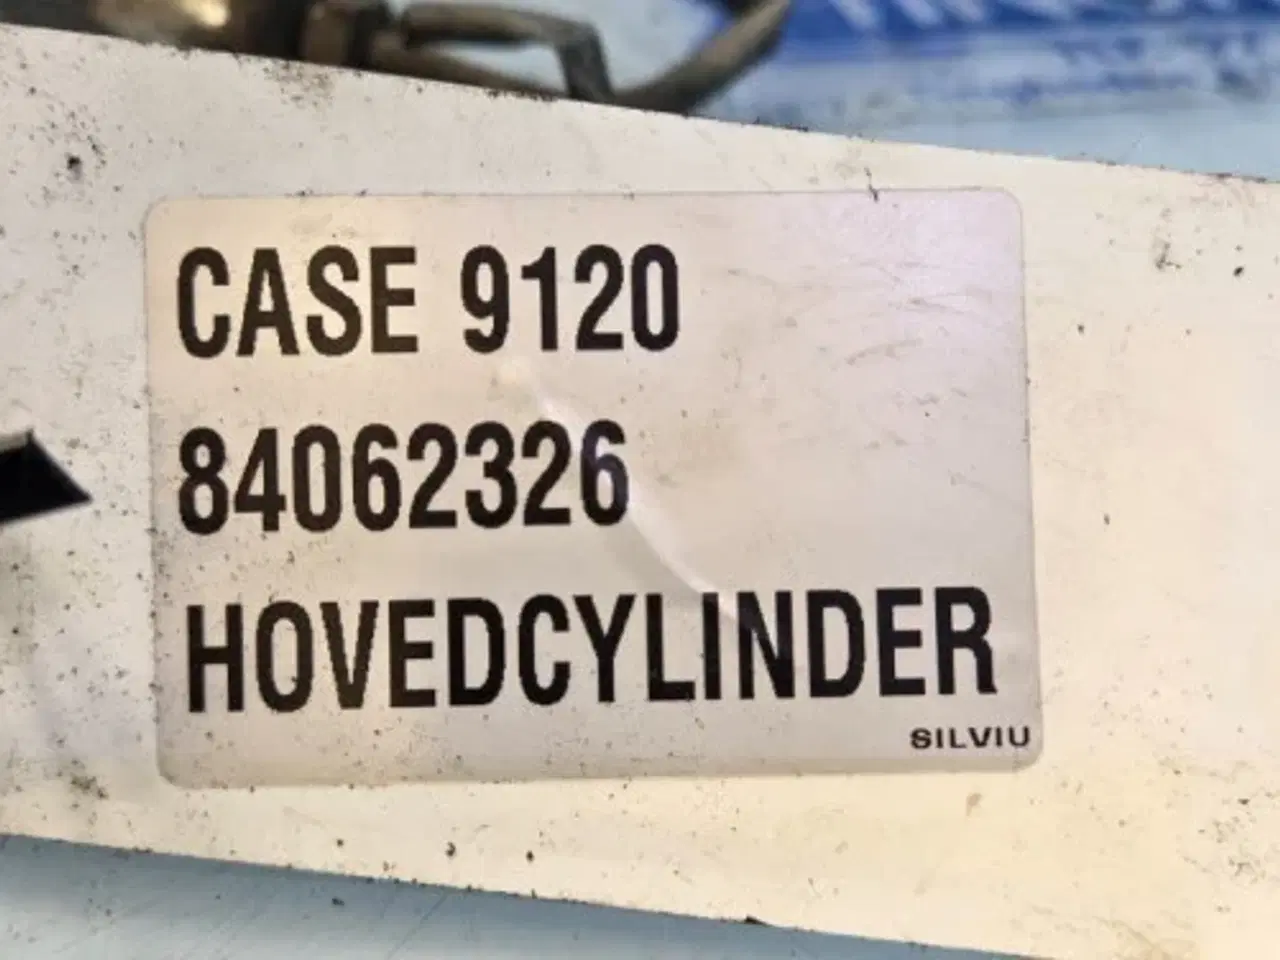 CASE 9120
84062326
HOVEDCYLINDER
SILVIU